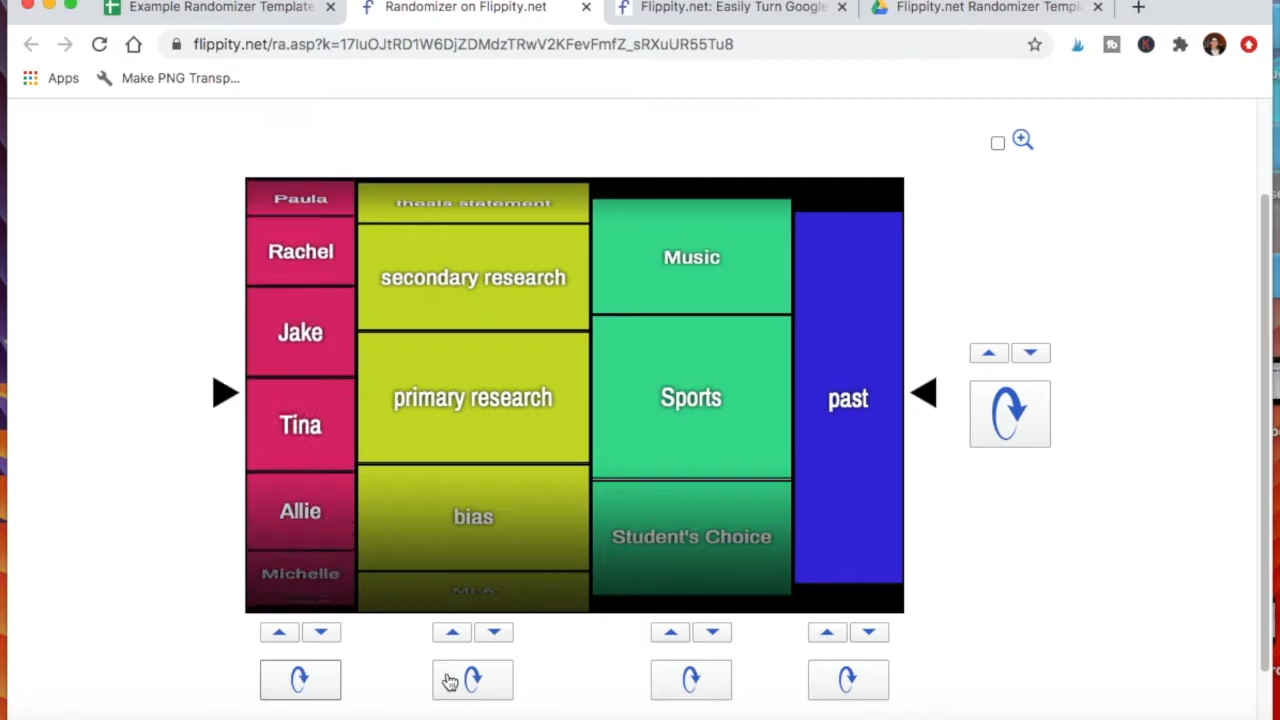 Example Randomizer Template
Randomizer on Flippity.net
Flippity.net: Easily Turn Google
Flippity.net Randomizer Templ
flippity.net/ra.asp?k=17IuOJtRD1W6DjZDMdzTRwV2KFevFmfZ_sRXuUR55Tu8
Apps
Make PNG Transp...
Paula
Rachel
Jake
Tina
Allie
Michelle
thesis statement
secondary research
primary research
bias
MLA
Music
Sports
Student's Choice
past